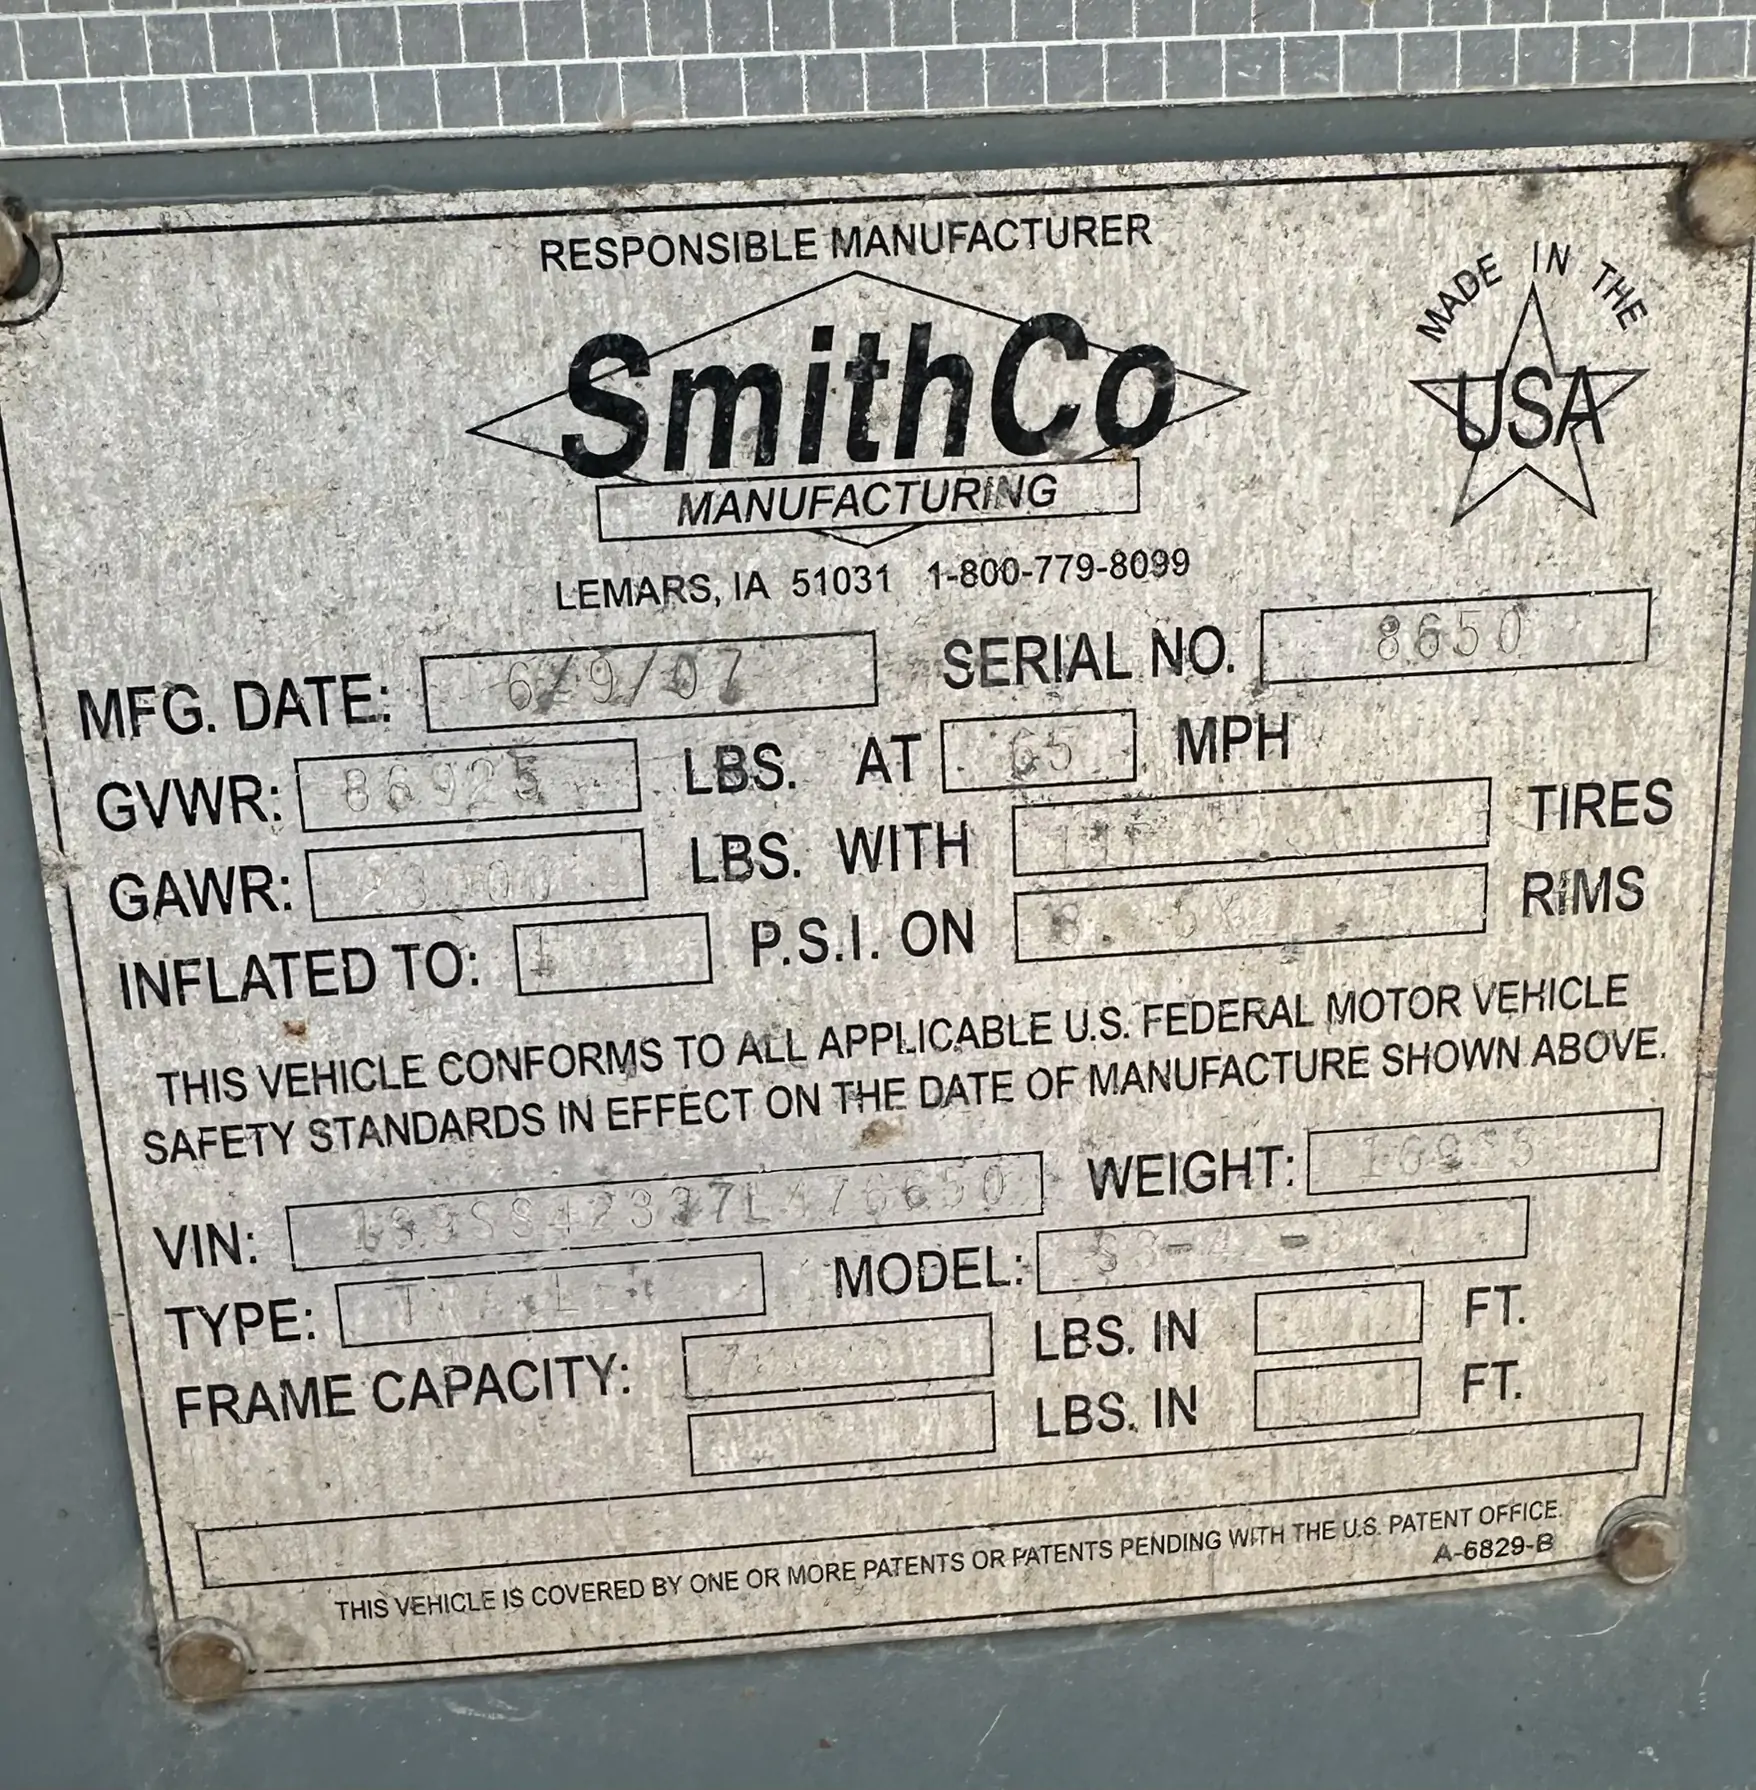 RESPONSIBLE MANUFACTURER
SmithCo
MANUFACTURING
LEMARS, IA 51031 1-800-779-8099
MADE IN THE
USA
MFG. DATE: 6/9/07 SERIAL NO. 8650
GVWR: 86925 LBS. AT 65 MPH
GAWR: LBS. WITH TIRES
INFLATED TO: P.S.I. ON RIMS
THIS VEHICLE CONFORMS TO ALL APPLICABLE U.S. FEDERAL MOTOR VEHICLE
SAFETY STANDARDS IN EFFECT ON THE DATE OF MANUFACTURE SHOWN ABOVE.
VIN: WEIGHT:
TYPE: MODEL:
FRAME CAPACITY: LBS. IN FT.
LBS. IN FT.
THIS VEHICLE IS COVERED BY ONE OR MORE PATENTS OR PATENTS PENDING WITH THE U.S. PATENT OFFICE.
A-6829-B